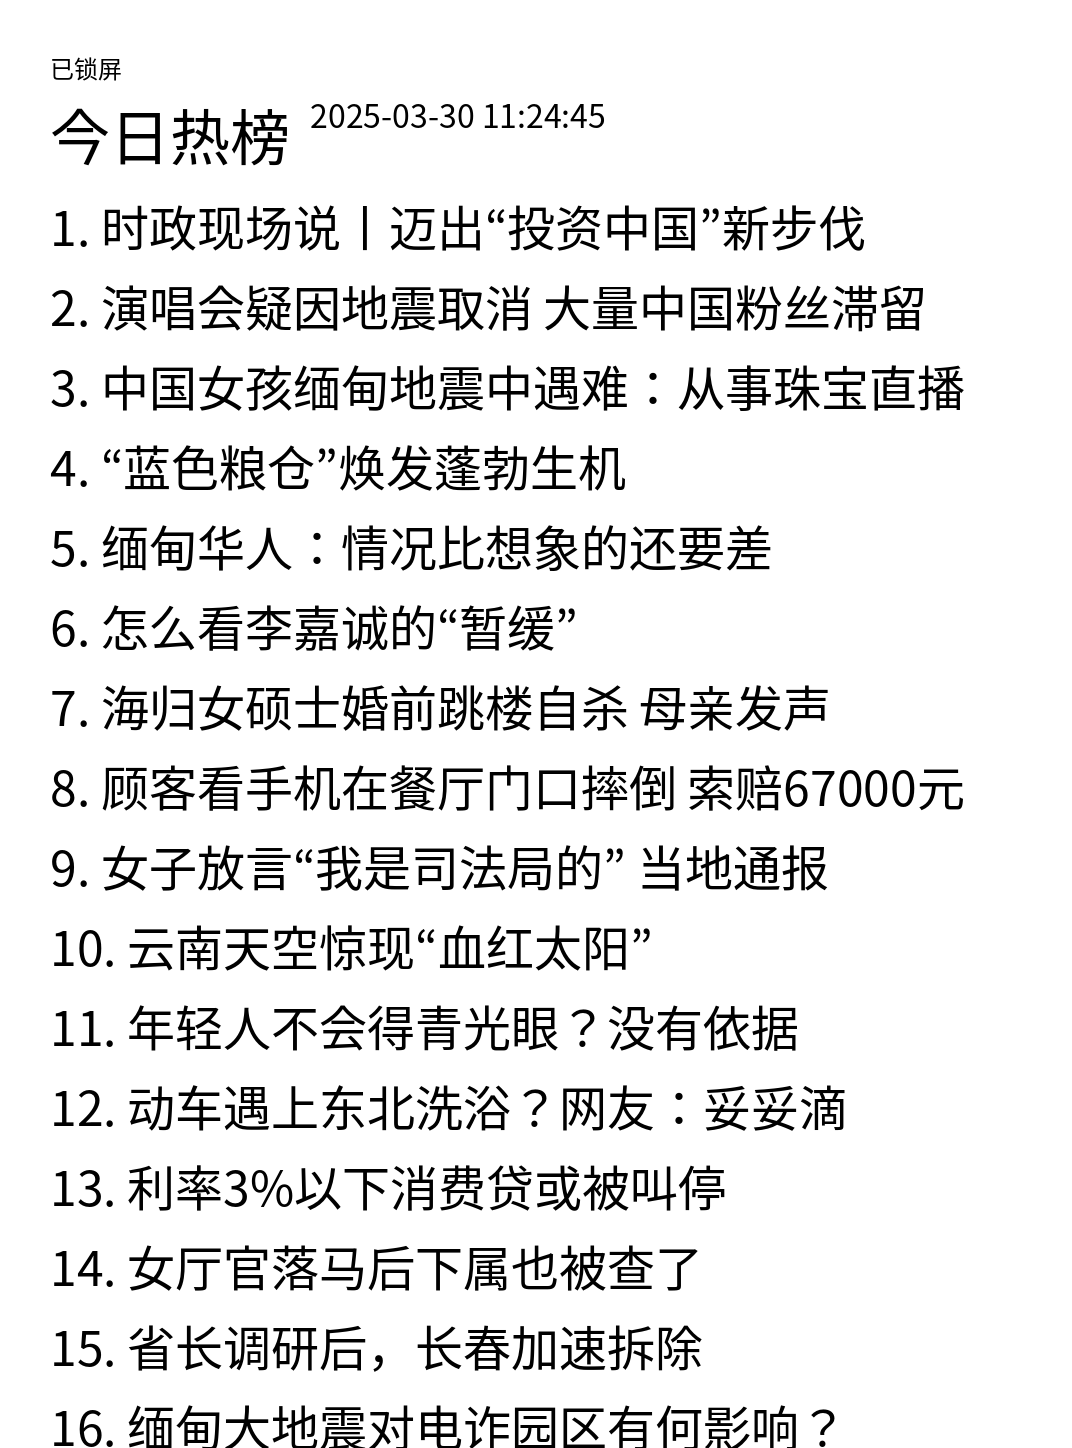 已锁屏
今日热榜 2025-03-30 11:24:45
1. 时政现场说丨迈出“投资中国”新步伐
2. 演唱会疑因地震取消 大量中国粉丝滞留
3. 中国女孩缅甸地震中遇难：从事珠宝直播
4. “蓝色粮仓”焕发蓬勃生机
5. 缅甸华人：情况比想象的还要差
6. 怎么看李嘉诚的“暂缓”
7. 海归女硕士婚前跳楼自杀 母亲发声
8. 顾客看手机在餐厅门口摔倒 索赔67000元
9. 女子放言“我是司法局的” 当地通报
10. 云南天空惊现“血红太阳”
11. 年轻人不会得青光眼？没有依据
12. 动车遇上东北洗浴？网友：妥妥滴
13. 利率3%以下消费贷或被叫停
14. 女厅官落马后下属也被查了
15. 省长调研后，长春加速拆除
16. 缅甸大地震对电诈园区有何影响？